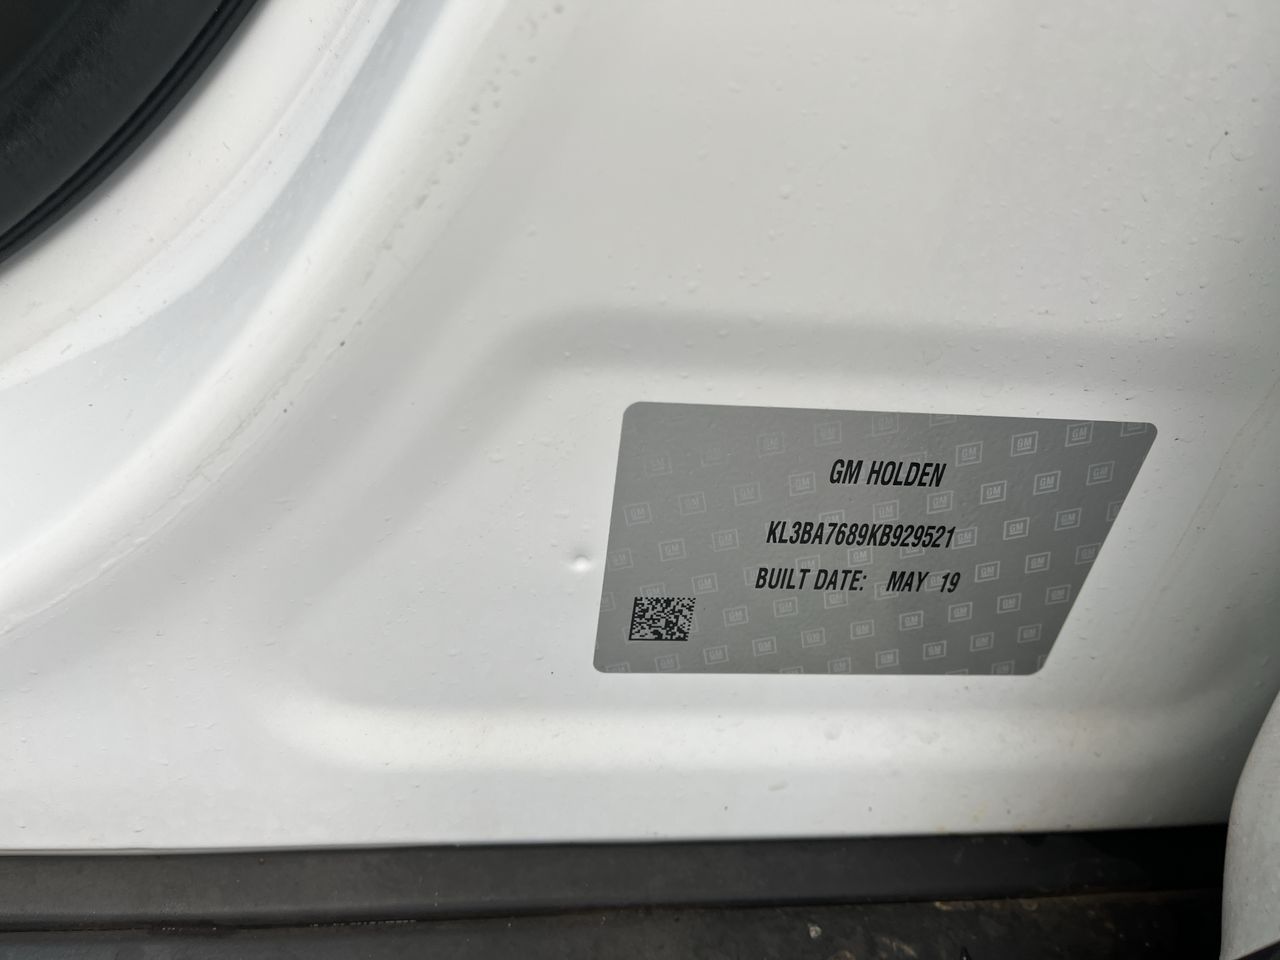 GM HOLDEN
KL3BA7689KB929521
BUILT DATE: MAY 19